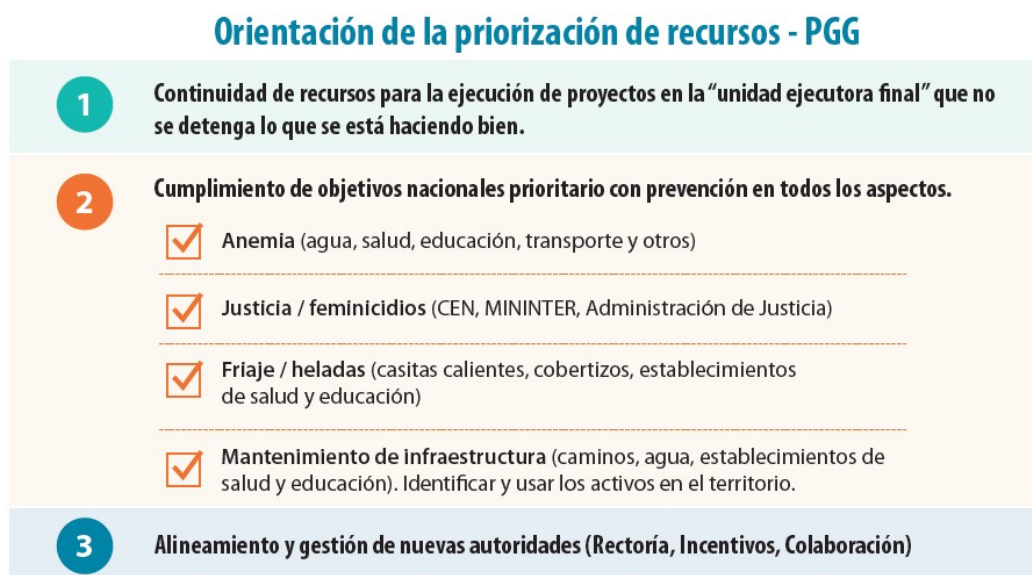 Orientación de la priorización de recursos - PGG
1
Continuidad de recursos para la ejecución de proyectos en la “unidad ejecutora final” que no
se detenga lo que se está haciendo bien.
2
Cumplimiento de objetivos nacionales prioritario con prevención en todos los aspectos.
Anemia (agua, salud, educación, transporte y otros)
Justicia / feminicidios (CEN, MININTER, Administración de Justicia)
Friaje / heladas (casitas calientes, cobertizos, establecimientos
de salud y educación)
Mantenimiento de infraestructura (caminos, agua, establecimientos de
salud y educación). Identificar y usar los activos en el territorio.
3
Alineamiento y gestión de nuevas autoridades (Rectoría, Incentivos, Colaboración)